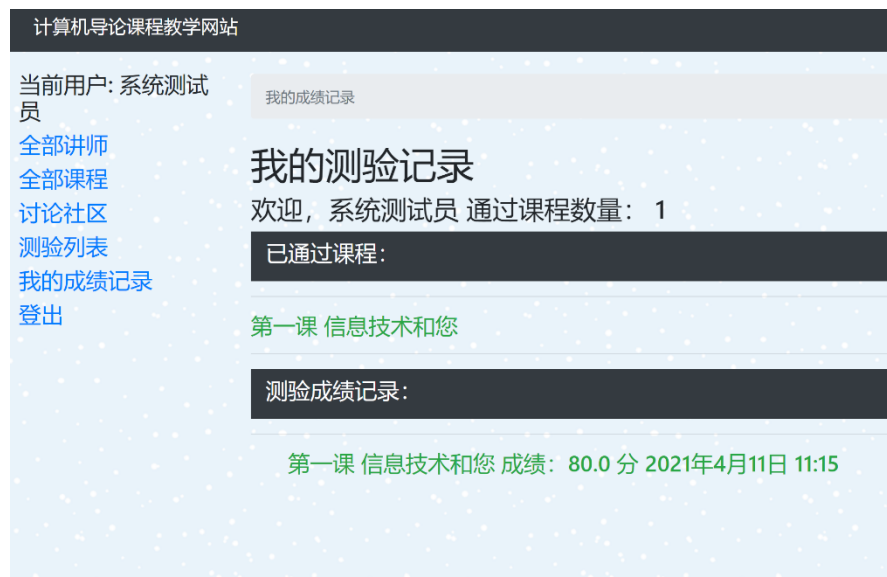 计算机导论课程教学网站
当前用户: 系统测试
员
全部讲师
全部课程
讨论社区
测验列表
我的成绩记录
登出
我的成绩记录
我的测验记录
欢迎，系统测试员 通过课程数量： 1
已通过课程：
第一课 信息技术和您
测验成绩记录：
第一课 信息技术和您 成绩：80.0 分 2021年4月11日 11:15